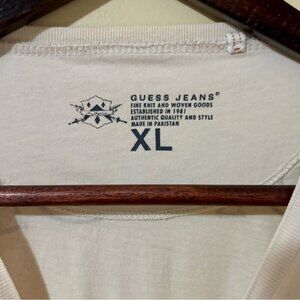 GUESS JEANS®
FINE KNIT AND WOVEN GOODS
ESTABLISHED IN 1981
AUTHENTIC QUALITY AND STYLE
MADE IN PAKISTAN
XL